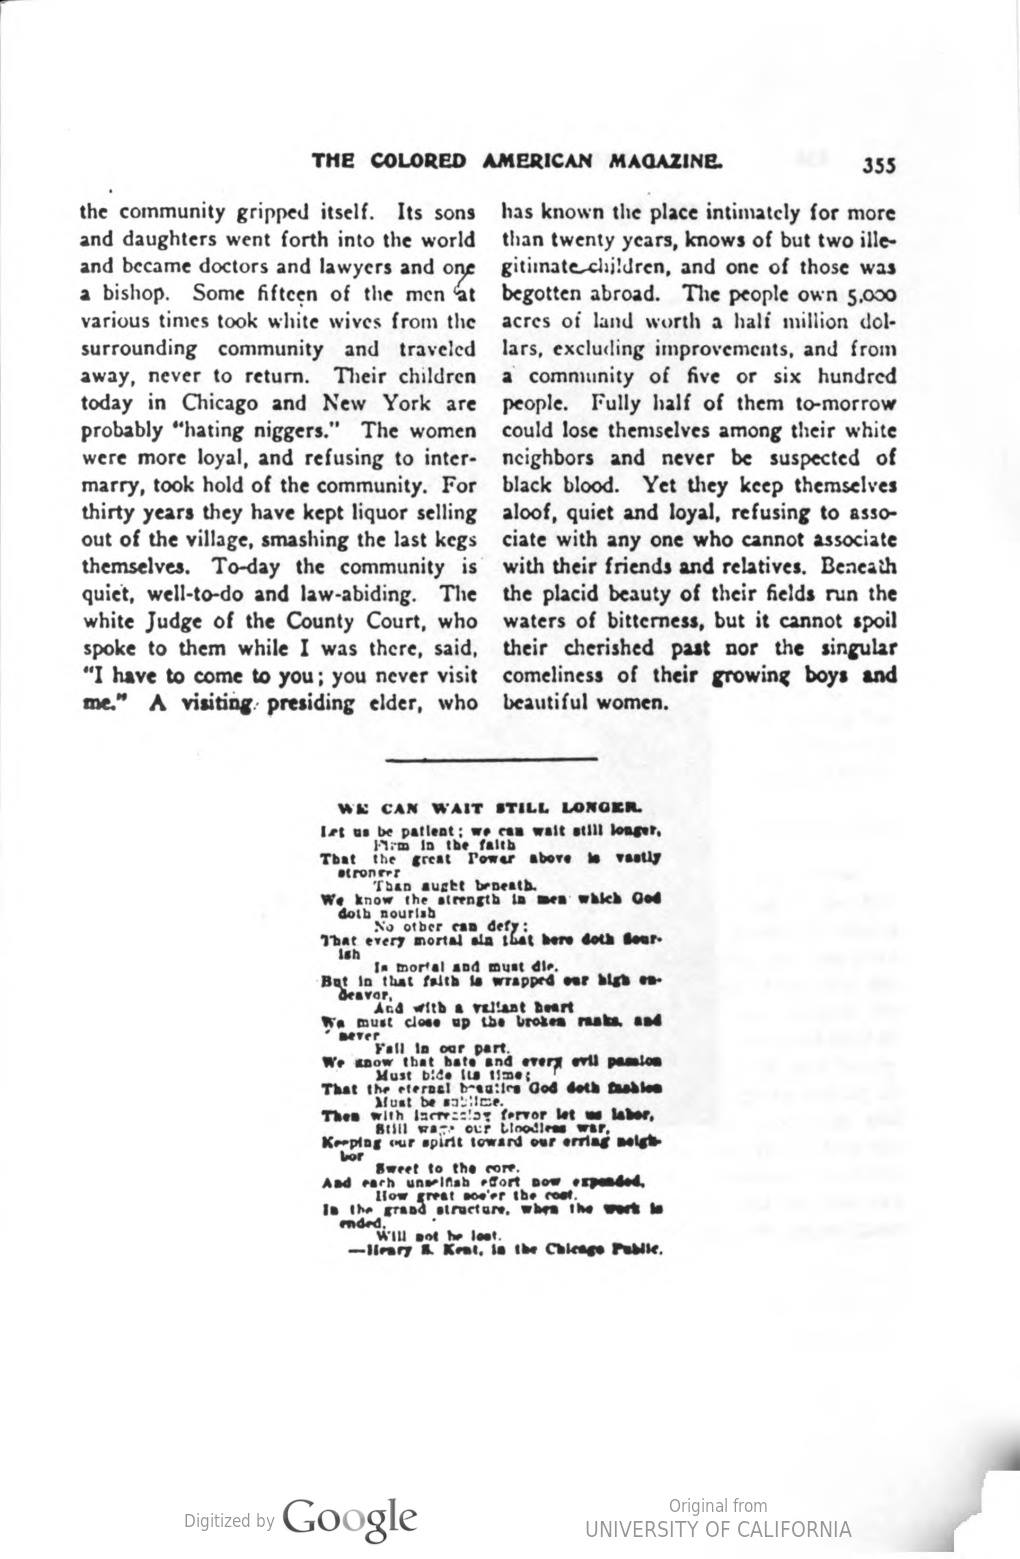 THE COLORED AMERICAN MAGAZINE.
355
the community gripped itself. Its sons
and daughters went forth into the world
and became doctors and lawyers and one
a bishop. Some fifteen of the men at
various times took white wives from the
surrounding community and traveled
away, never to return. Their children
today in Chicago and New York are
probably "hating niggers." The women
were more loyal, and refusing to inter-
marry, took hold of the community. For
thirty years they have kept liquor selling
out of the village, smashing the last kegs
themselves. To-day the community is
quiet, well-to-do and law-abiding. The
white Judge of the County Court, who
spoke to them while I was there, said,
"I have to come to you; you never visit
me." A visiting presiding elder, who
has known the place intimately for more
than twenty years, knows of but two ille-
gitimate children, and one of those was
begotten abroad. The people own 5,000
acres of land worth a half million dol-
lars, excluding improvements, and from
a community of five or six hundred
people. Fully half of them to-morrow
could lose themselves among their white
neighbors and never be suspected of
black blood. Yet they keep themselves
aloof, quiet and loyal, refusing to asso-
ciate with any one who cannot associate
with their friends and relatives. Beneath
the placid beauty of their fields run the
waters of bitterness, but it cannot spoil
their cherished past nor the singular
comeliness of their growing boys and
beautiful women.
WE CAN WAIT STILL LONGER.
Let us be patient; we can wait still longer,
Firm in the faith
That the great Power above is vastly
stronger
Than aught beneath.
We know the strength in men which God
doth nourish
No other can defy;
That every mortal sin that here doth flour-
ish
Is mortal and must die.
But in that faith is wrapped our high en-
deavor,
And with a valiant heart
We must close up the broken ranks, and
never
Fail in our part.
We know that hate and every evil passion
Must bide its time;
That the eternal beauties God doth fashion
Must be sublime.
Then with increasing fervor let us labor,
Still wage our bloodless war,
Keeping our spirit toward our erring neigh-
bor
Sweet to the core.
And each unselfish effort now expended,
How great soe'er the cost,
In the grand structure, when the work is
ended,
Will not be lost.
—Henry S. Kent, in the Chicago Public.
Digitized by Google
Original from
UNIVERSITY OF CALIFORNIA